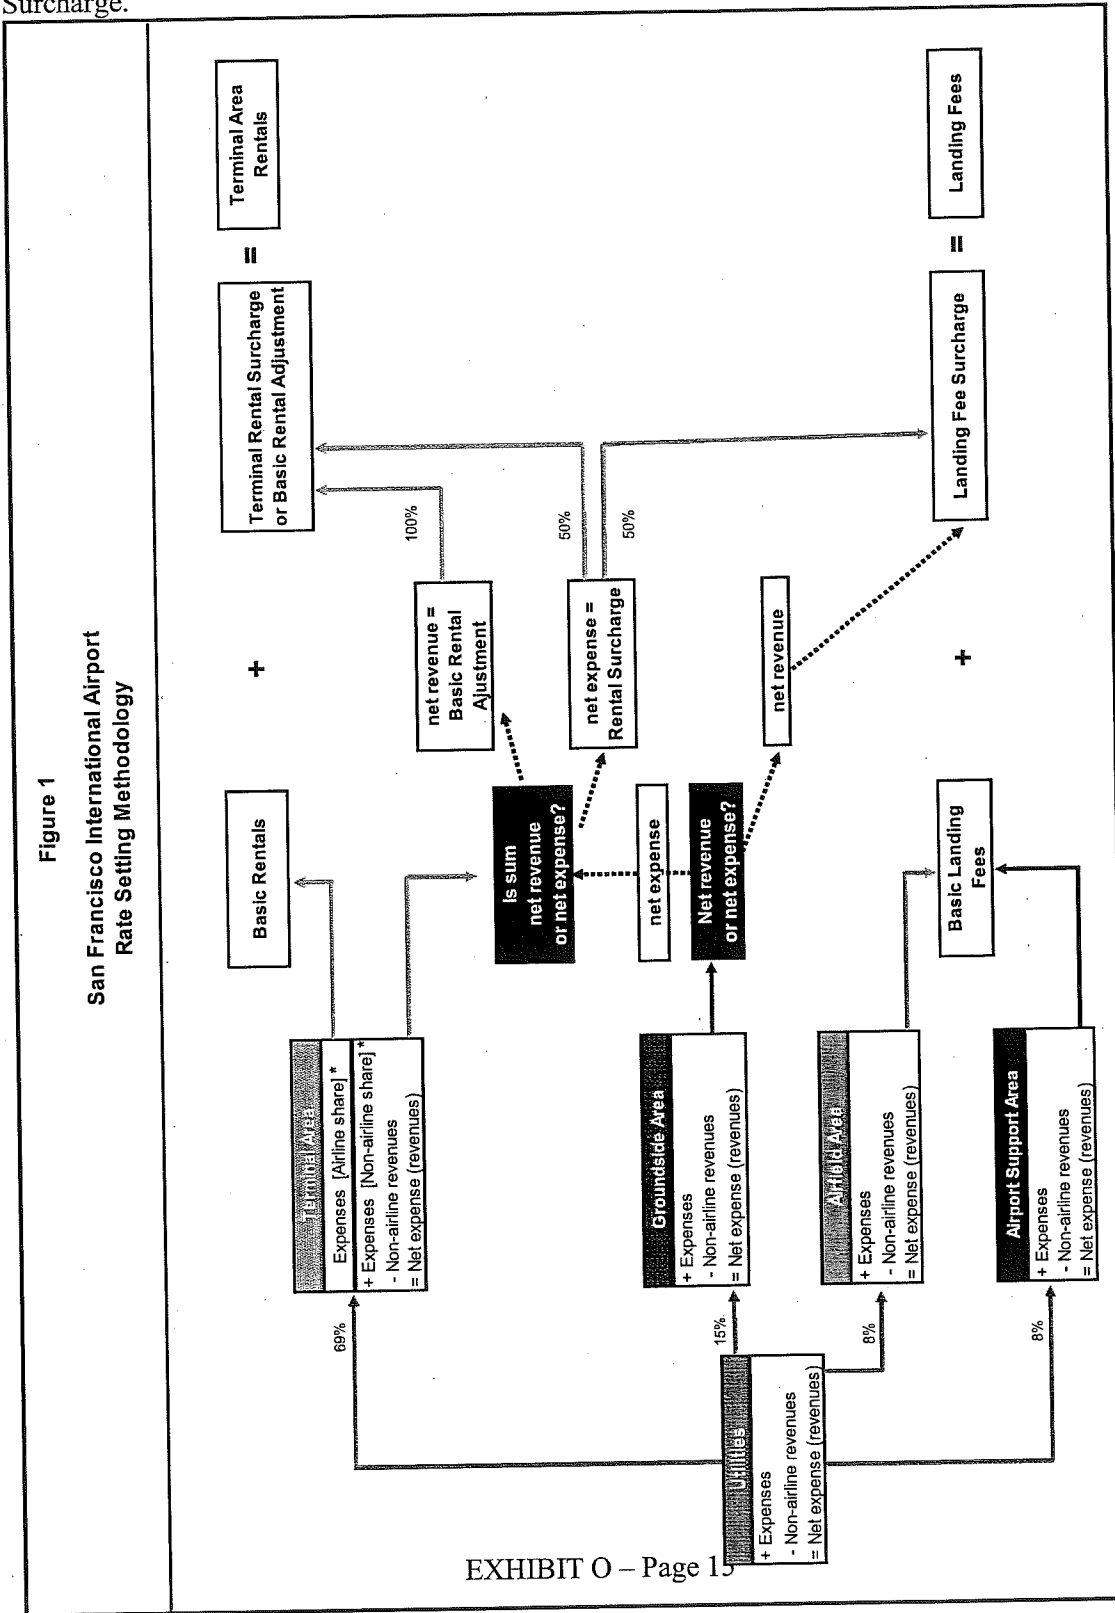 Surcharge.
Figure 1
San Francisco International Airport
Rate Setting Methodology
Utilities
+ Expenses
- Non-airline revenues
= Net expense (revenues)
69%
15%
8%
8%
Terminal Area
Expenses [Airline share] *
+ Expenses [Non-airline share] *
- Non-airline revenues
= Net expense (revenues)
Groundside Area
+ Expenses
- Non-airline revenues
= Net expense (revenues)
Airfield Area
+ Expenses
- Non-airline revenues
= Net expense (revenues)
Airport Support Area
+ Expenses
- Non-airline revenues
= Net expense (revenues)
Basic Rentals
Is sum
net revenue
or net expense?
net expense
Net revenue
or net expense?
Basic Landing
Fees
+
net revenue =
Basic Rental
Ajustment
net expense =
Rental Surcharge
net revenue
+
100%
50%
50%
Terminal Rental Surcharge
or Basic Rental Adjustment
Landing Fee Surcharge
=
=
Terminal Area
Rentals
Landing Fees
EXHIBIT O – Page 15